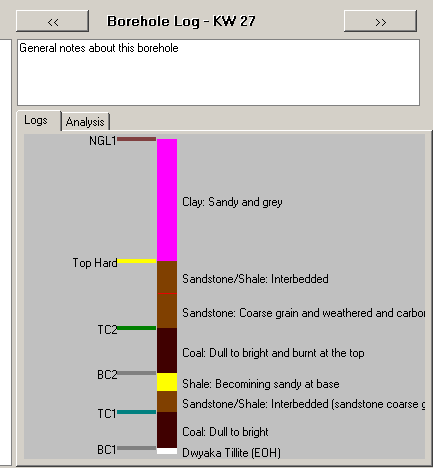 << Borehole Log - KW 27 >>
General notes about this borehole
Logs Analysis
NGL1
Clay: Sandy and grey
Top Hard
Sandstone/Shale: Interbedded
Sandstone: Coarse grain and weathered and carbon
TC2
Coal: Dull to bright and burnt at the top
BC2
Shale: Becomining sandy at base
Sandstone/Shale: Interbedded (sandstone coarse g
TC1
Coal: Dull to bright
BC1
Dwyaka Tillite (EOH)